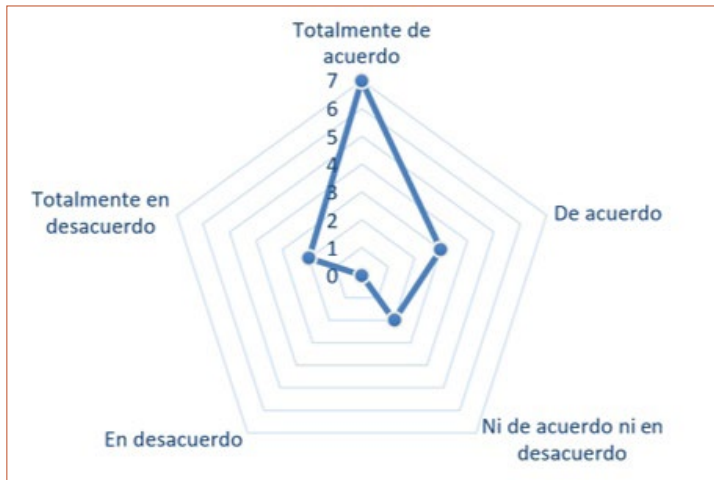 Totalmente de
acuerdo
7
6
5
4
3
2
1
0
De acuerdo
Ni de acuerdo ni en
desacuerdo
En desacuerdo
Totalmente en
desacuerdo